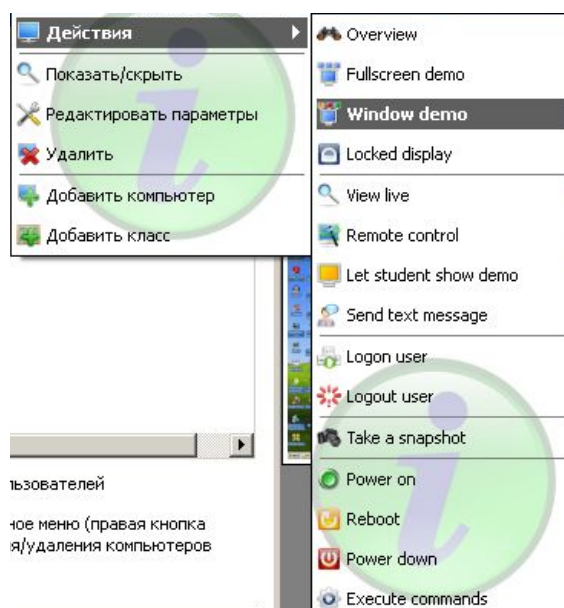 Действия
Показать/скрыть
Редактировать параметры
Удалить
Добавить компьютер
Добавить класс
Overview
Fullscreen demo
Window demo
Locked display
View live
Remote control
Let student show demo
Send text message
Logon user
Logout user
Take a snapshot
Power on
Reboot
Power down
Execute commands
льзователей
ное меню (правая кнопка
я/удаления компьютеров